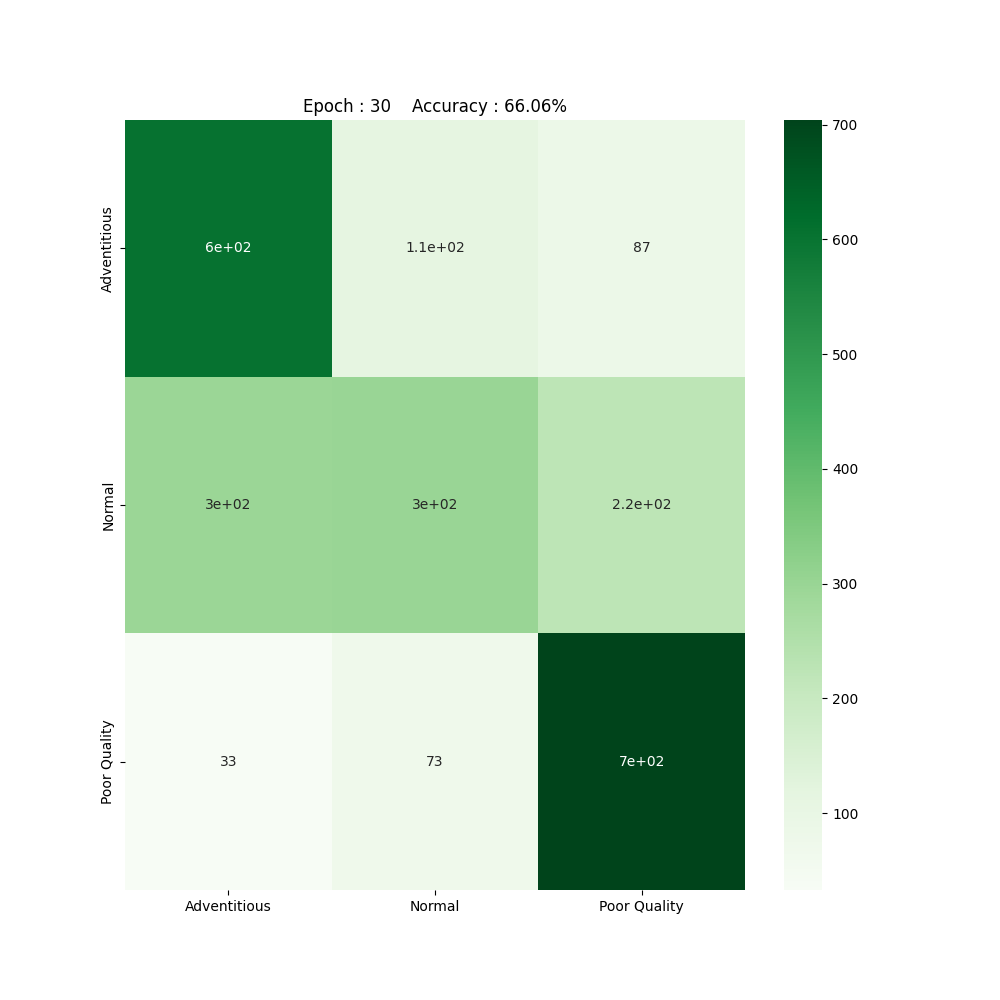 Epoch : 30    Accuracy : 66.06%
Adventitious
6e+02
1.1e+02
87
Normal
3e+02
3e+02
2.2e+02
Poor Quality
33
73
7e+02
Adventitious
Normal
Poor Quality
700
600
500
400
300
200
100